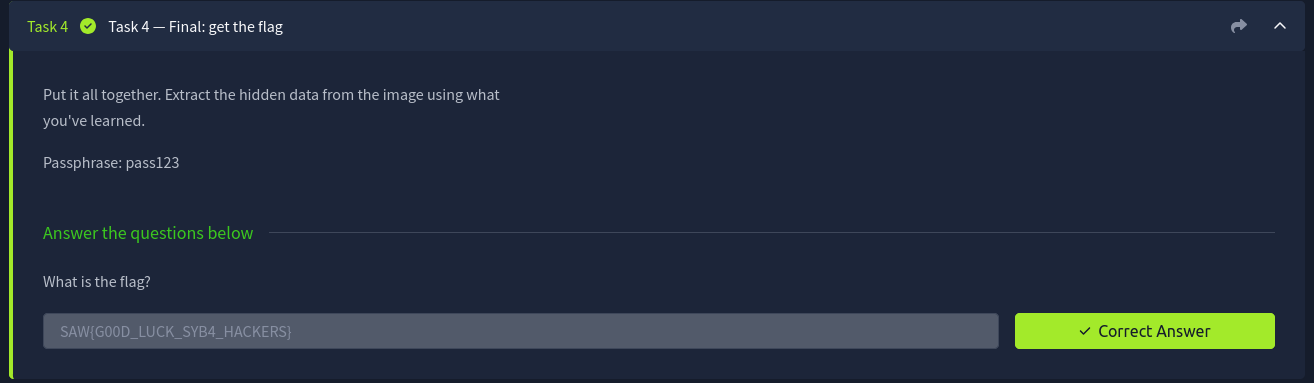 Task 4 Task 4 — Final: get the flag
Put it all together. Extract the hidden data from the image using what
you've learned.
Passphrase: pass123
Answer the questions below
What is the flag?
SAW{G00D_LUCK_SYB4_HACKERS}
Correct Answer